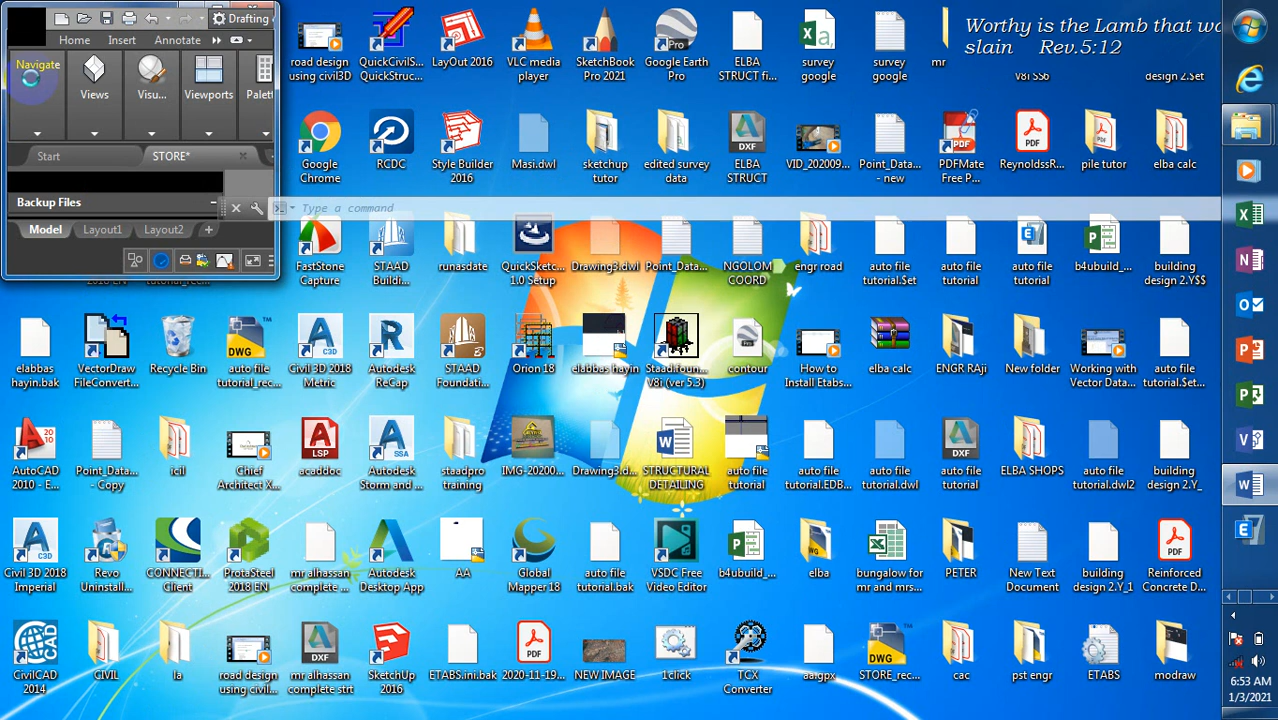 Drafting
Home Insert Annotate
Navigate
Views Visu... Viewports Palett
Start STORE*
Backup Files
Type a command
Model Layout1 Layout2 +
Worthy is the Lamb that wo
slain Rev.5:12
road design
using civil3D
QuickCivilS...
QuickStruc...
LayOut 2016
VLC media
player
SketchBook
Pro 2021
Google Earth
Pro
ELBA
STRUCT fi...
survey
google
survey
google
mr
V8i SS6
design 2.$et
Google
Chrome
RCDC
Style Builder
2016
Masi.dwl
sketchup
tutor
edited survey
data
ELBA
STRUCT
VID_202009...
Point_Data...
- new
PDFMate
Free P...
ReynoldssR...
pile tutor
elba calc
FastStone
Capture
STAAD
Buildin...
runasdate
QuickSketc...
1.0 Setup
Drawing3.dwl
Point_Data...
NGOLOM
COORD
engr road
auto file
tutorial.$et
auto file
tutorial
auto file
tutorial
b4ubuild_...
building
design 2.Y$$
elabbas
hayin.bak
VectorDraw
FileConvert...
Recycle Bin
auto file
tutorial_rec...
Civil 3D 2018
Metric
Autodesk
ReCap
STAAD
Foundati...
Orion 18
elabbas hayin
Staad.foun...
V8i (ver 5.3)
contour
How to
Install Etabs...
elba calc
ENGR RAji
New folder
Working with
Vector Data...
auto file
tutorial.$et...
AutoCAD
2010 - E...
Point_Data...
- Copy
icil
Chief
Architect X...
acaddoc
Autodesk
Storm and ...
staadpro
training
IMG-20200...
Drawing3.d...
STRUCTURAL
DETAILING
auto file
tutorial
auto file
tutorial.EDB...
auto file
tutorial.dwl
auto file
tutorial
ELBA SHOPS
auto file
tutorial.dwl2
building
design 2.Y_
Civil 3D 2018
Imperial
Revo
Uninstall...
CONNECTI...
Client
ProtaSteel
2018 EN
mr alhassan
complete ...
Autodesk
Desktop App
AA
Global
Mapper 18
auto file
tutorial.bak
VSDC Free
Video Editor
b4ubuild_...
elba
bungalow for
mr and mrs...
PETER
New Text
Document
building
design 2.Y_1
Reinforced
Concrete D...
CivilCAD
2014
CIVIL
la
road design
using civil...
mr alhassan
complete strt
SketchUp
2016
ETABS.ini.bak
2020-11-19...
NEW IMAGE
1click
TCX
Converter
aa.gpx
STORE_rec...
cac
pst engr
ETABS
modraw
6:53 AM
1/3/2021